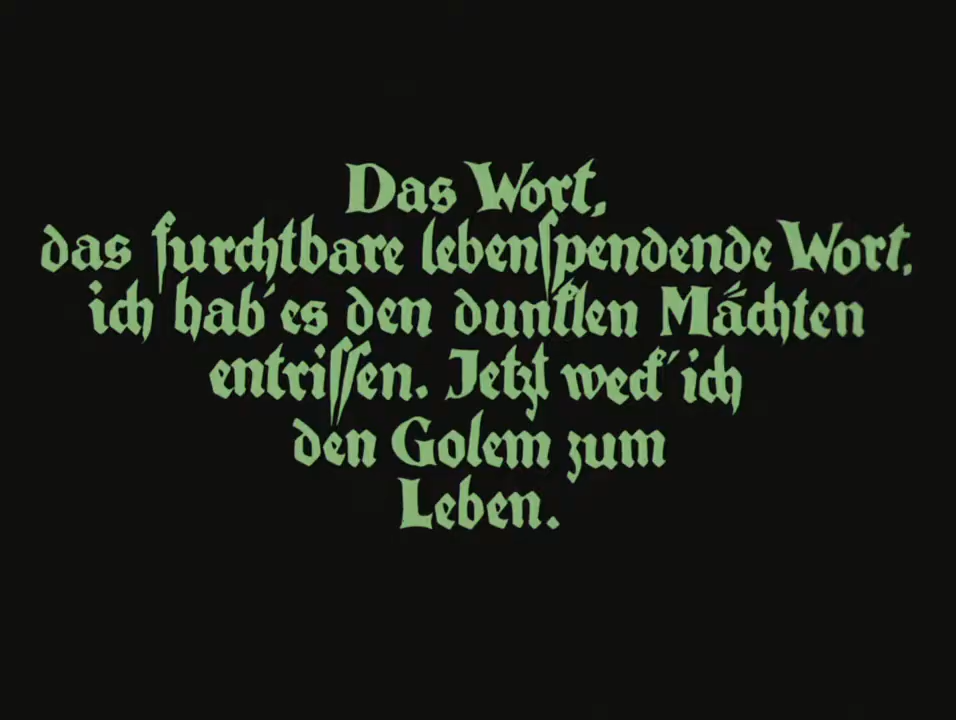 Das Wort,
das furchtbare lebenſpendende Wort,
ich hab' es den dunklen Mächten
entriſſen. Jetzt weck' ich
den Golem zum
Leben.